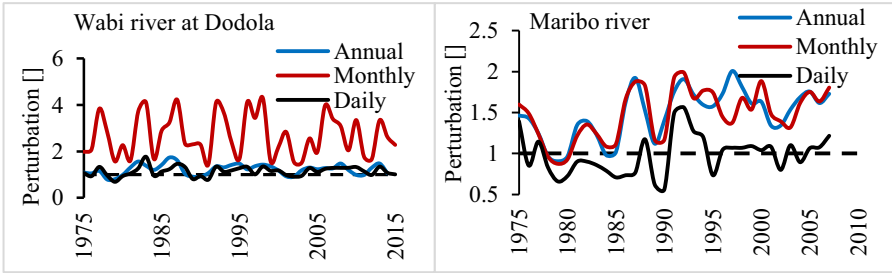 Wabi river at Dodola
Perturbation []
6
4
2
0
Annual
Monthly
Daily
1975
1985
1995
2005
2015
Maribo river
Perturbation []
2.5
2
1.5
1
0.5
Annual
Monthly
Daily
1975
1980
1985
1990
1995
2000
2005
2010